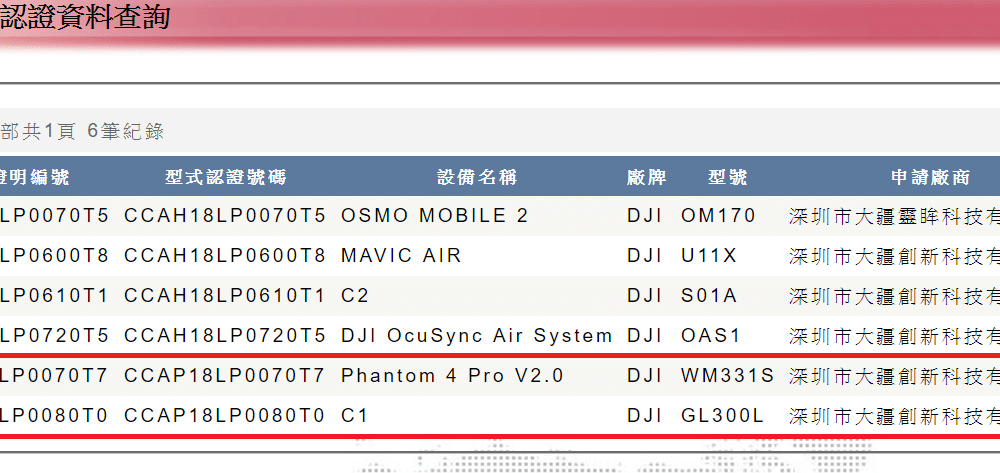 認證資料查詢
部共1頁 6筆紀錄
證明編號 型式認證號碼 設備名稱 廠牌 型號 申請廠商
LP0070T5 CCAH18LP0070T5 OSMO MOBILE 2 DJI OM170 深圳市大疆靈眸科技有
LP0600T8 CCAH18LP0600T8 MAVIC AIR DJI U11X 深圳市大疆創新科技有
LP0610T1 CCAH18LP0610T1 C2 DJI S01A 深圳市大疆創新科技有
LP0720T5 CCAH18LP0720T5 DJI OcuSync Air System DJI OAS1 深圳市大疆創新科技有
LP0070T7 CCAP18LP0070T7 Phantom 4 Pro V2.0 DJI WM331S 深圳市大疆創新科技有
LP0080T0 CCAP18LP0080T0 C1 DJI GL300L 深圳市大疆創新科技有